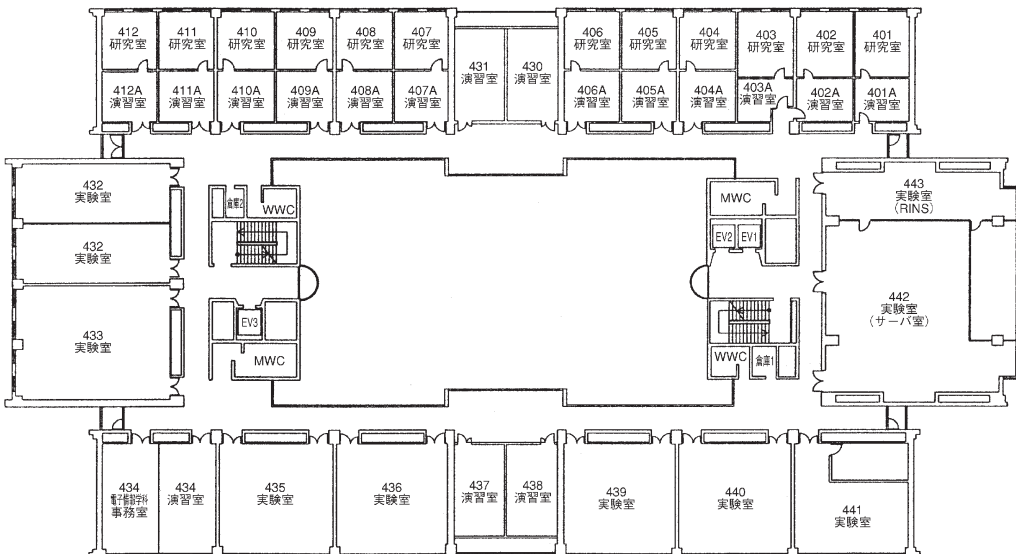 412
研究室
411
研究室
410
研究室
409
研究室
408
研究室
407
研究室
431
演習室
430
演習室
406
研究室
405
研究室
404
研究室
403
研究室
402
研究室
401
研究室
412A
演習室
411A
演習室
410A
演習室
409A
演習室
408A
演習室
407A
演習室
406A
演習室
405A
演習室
404A
演習室
403A
演習室
402A
演習室
401A
演習室
432
実験室
倉庫2
WWC
MWC
443
実験室
(RINS)
432
実験室
EV2
EV1
433
実験室
EV3
MWC
442
実験室
(サーバ室)
WWC
倉庫1
434
電子情報学科
事務室
434
演習室
435
実験室
436
実験室
437
演習室
438
演習室
439
実験室
440
実験室
441
実験室